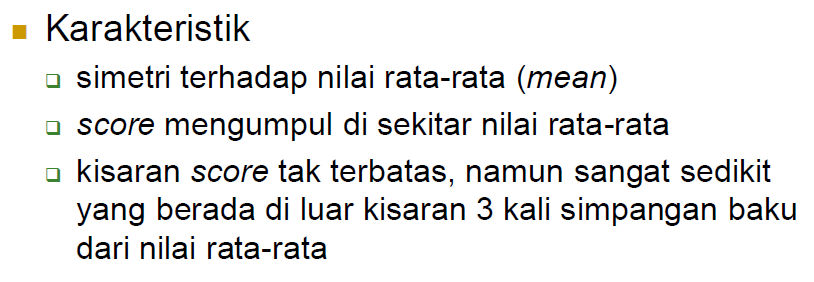 Karakteristik
simetri terhadap nilai rata-rata (mean)
score mengumpul di sekitar nilai rata-rata
kisaran score tak terbatas, namun sangat sedikit
yang berada di luar kisaran 3 kali simpangan baku
dari nilai rata-rata